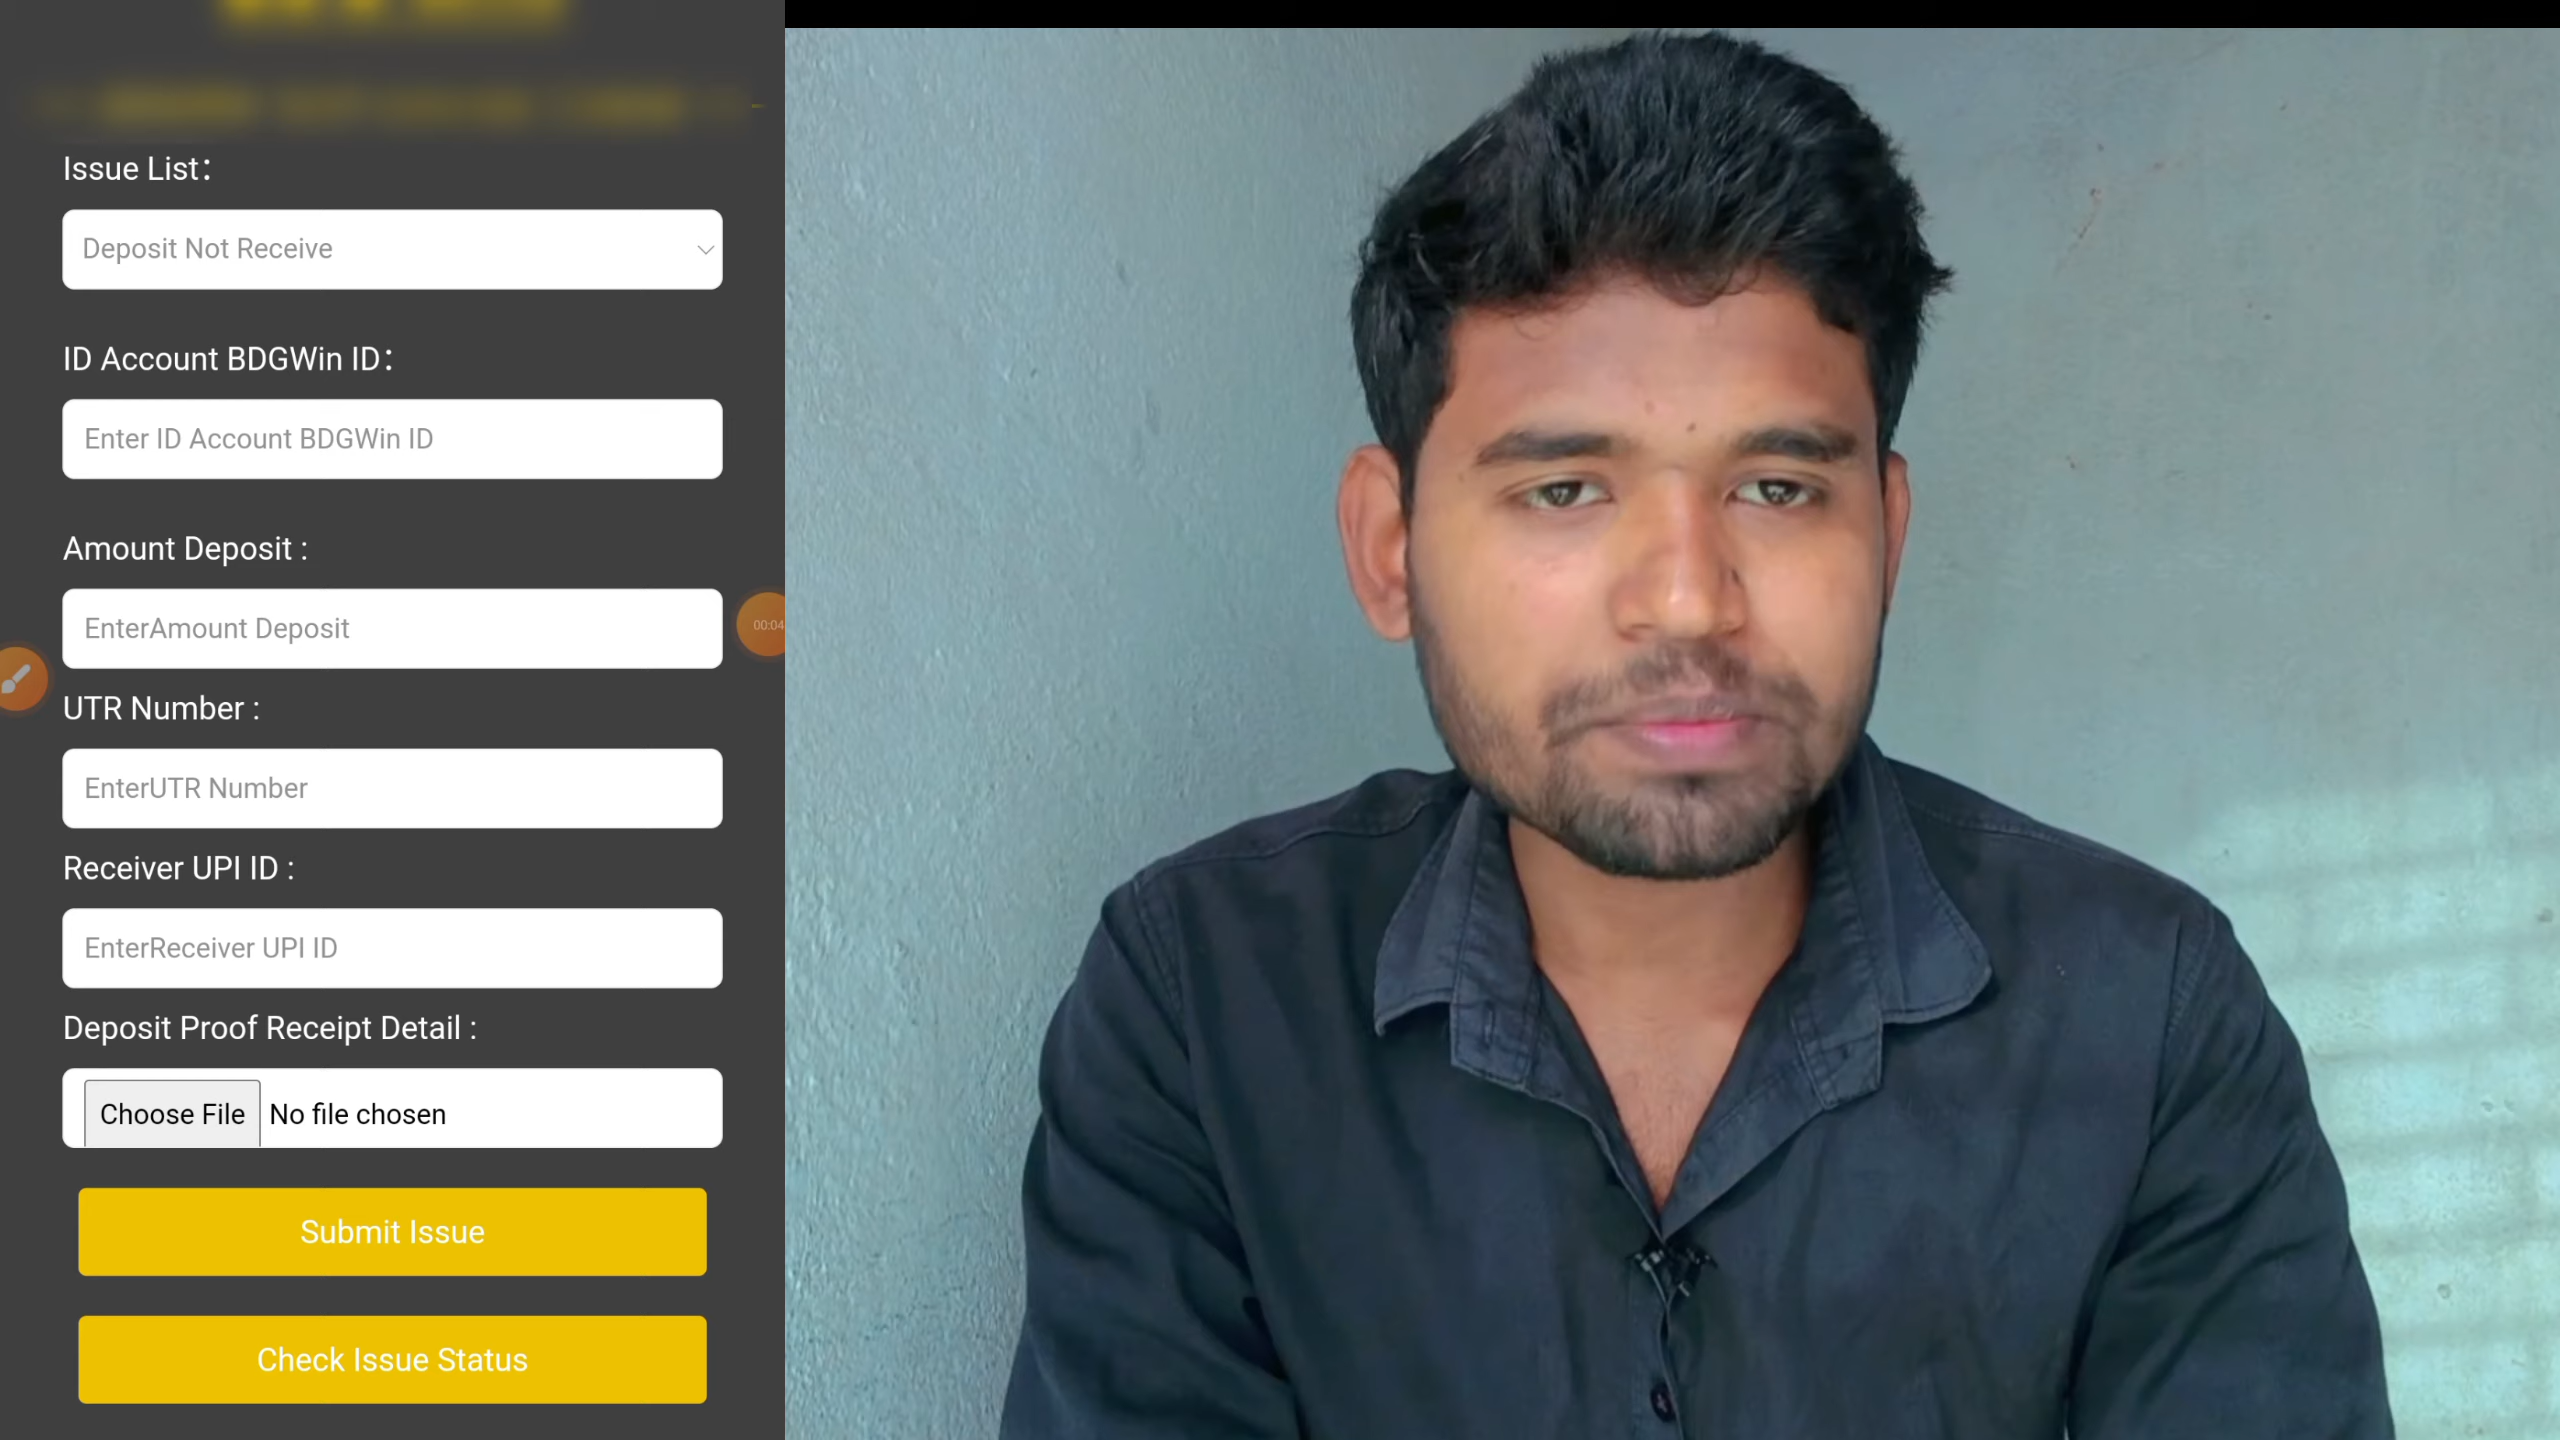 Issue List:
Deposit Not Receive
ID Account BDGWin ID:
Enter ID Account BDGWin ID
Amount Deposit :
EnterAmount Deposit
00:04
UTR Number :
EnterUTR Number
Receiver UPI ID :
EnterReceiver UPI ID
Deposit Proof Receipt Detail :
Choose File No file chosen
Submit Issue
Check Issue Status